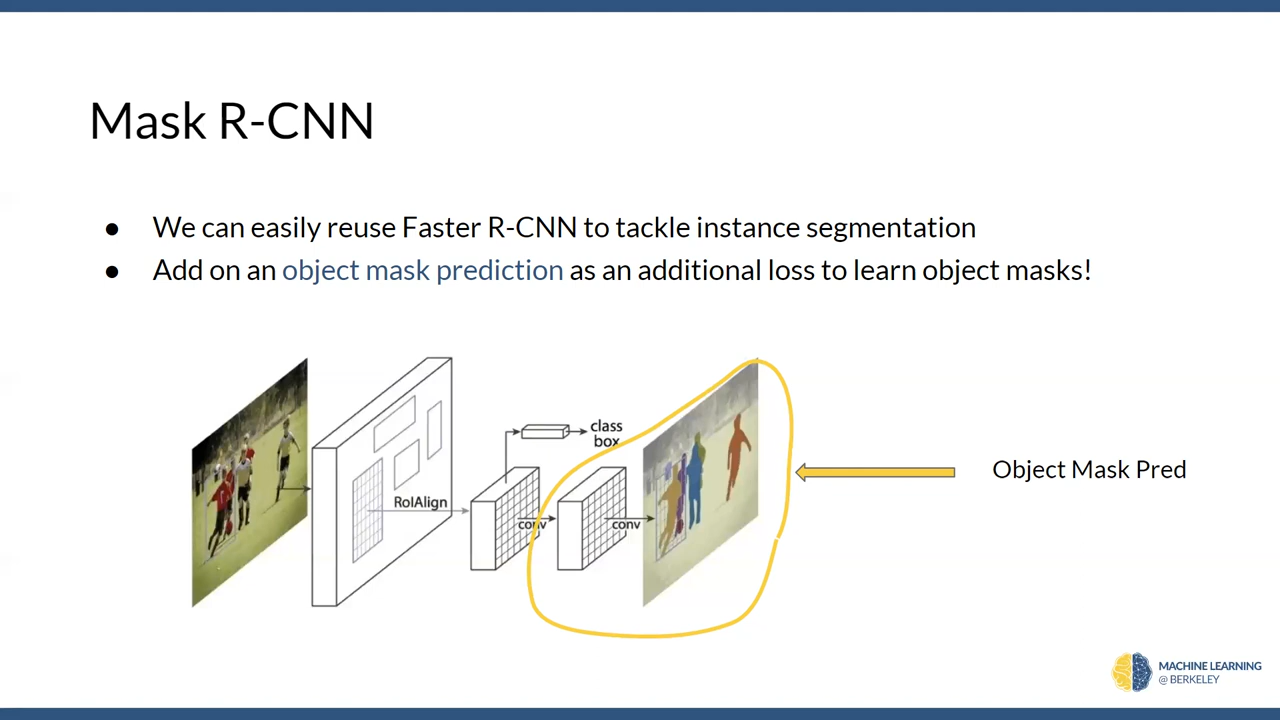 Mask R-CNN
● We can easily reuse Faster R-CNN to tackle instance segmentation
● Add on an object mask prediction as an additional loss to learn object masks!
class
box
RoIAlign
conv
conv
Object Mask Pred
MACHINE LEARNING
@ BERKELEY